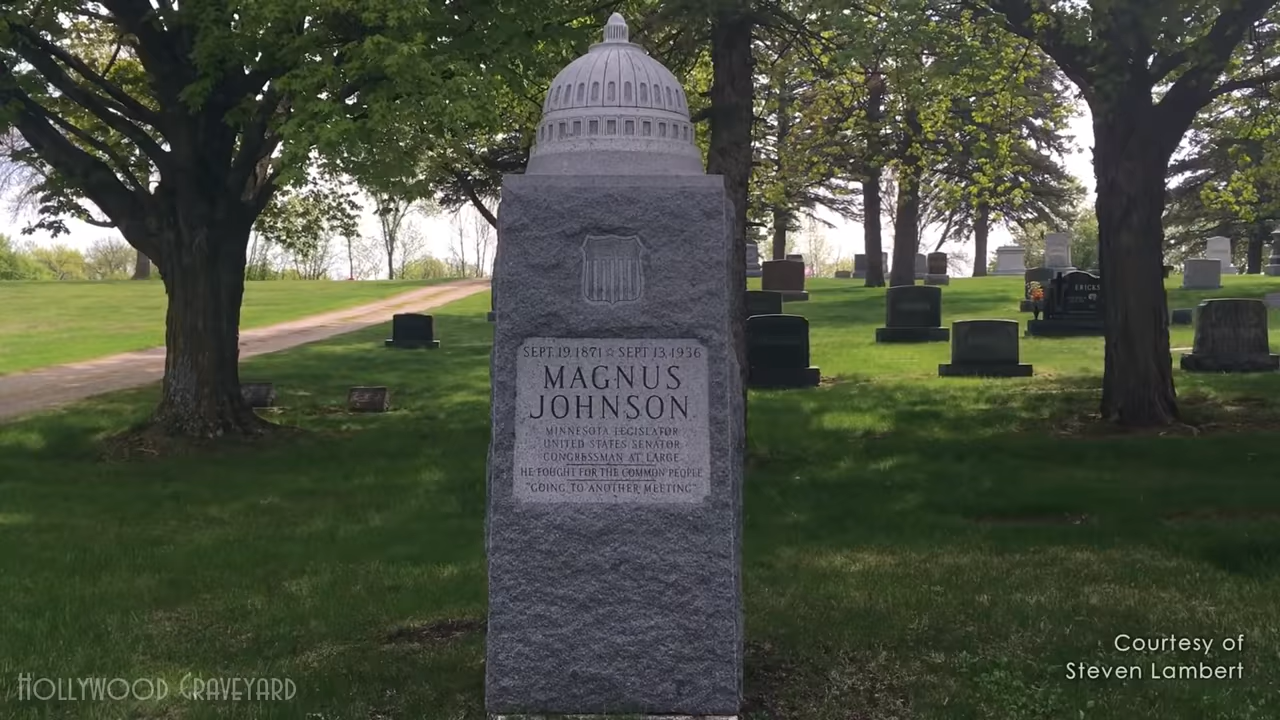 SEPT. 19, 1871 ☆ SEPT. 13, 1936
MAGNUS
JOHNSON
MINNESOTA LEGISLATOR
UNITED STATES SENATOR
CONGRESSMAN AT LARGE
HE FOUGHT FOR THE COMMON PEOPLE
"GOING TO ANOTHER MEETING"
Courtesy of
Steven Lambert
Hollywood Graveyard